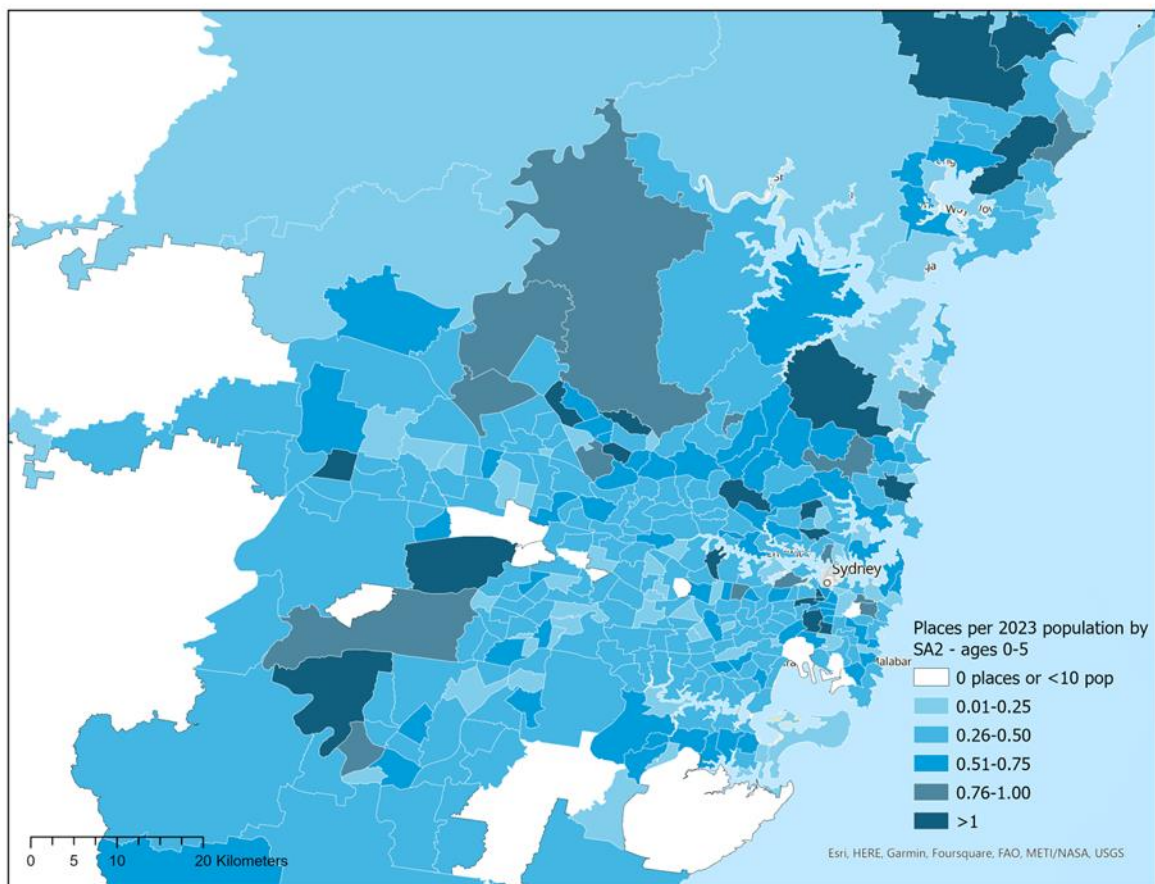 Sydney
Malabar
Places per 2023 population by
SA2 - ages 0-5
0 places or <10 pop
0.01-0.25
0.26-0.50
0.51-0.75
0.76-1.00
>1
0 5 10 20 Kilometers
Esri, HERE, Garmin, Foursquare, FAO, METI/NASA, USGS